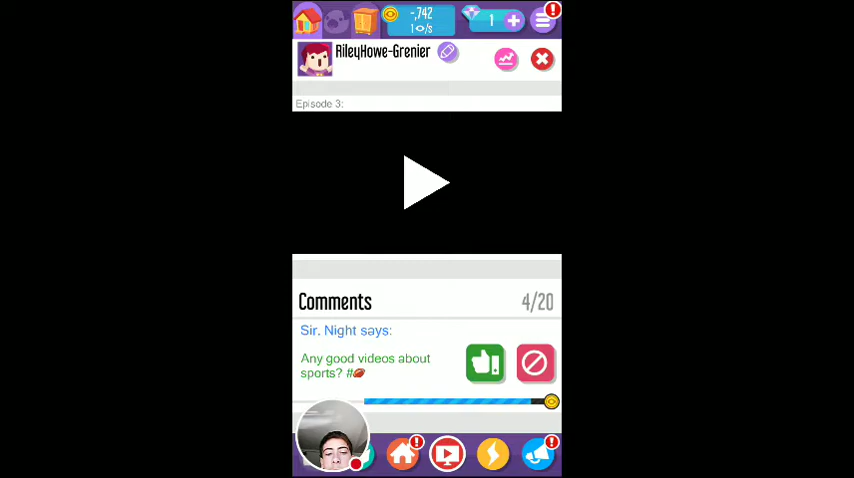 -,742
1/s
1
RileyHowe-Grenier
Episode 3:
Comments
4/20
Sir. Night says:
Any good videos about
sports? #🏈